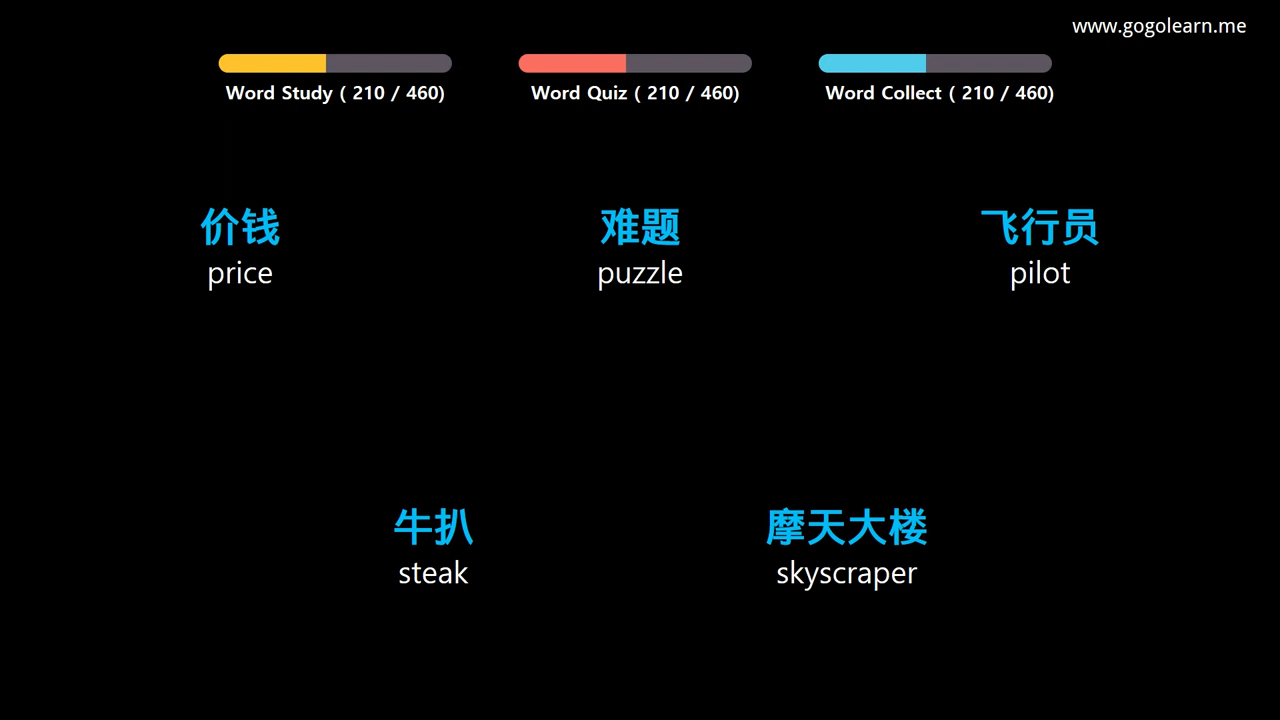 www.gogolearn.me
Word Study ( 210 / 460)
Word Quiz ( 210 / 460)
Word Collect ( 210 / 460)
价钱
price
难题
puzzle
飞行员
pilot
牛扒
steak
摩天大楼
skyscraper